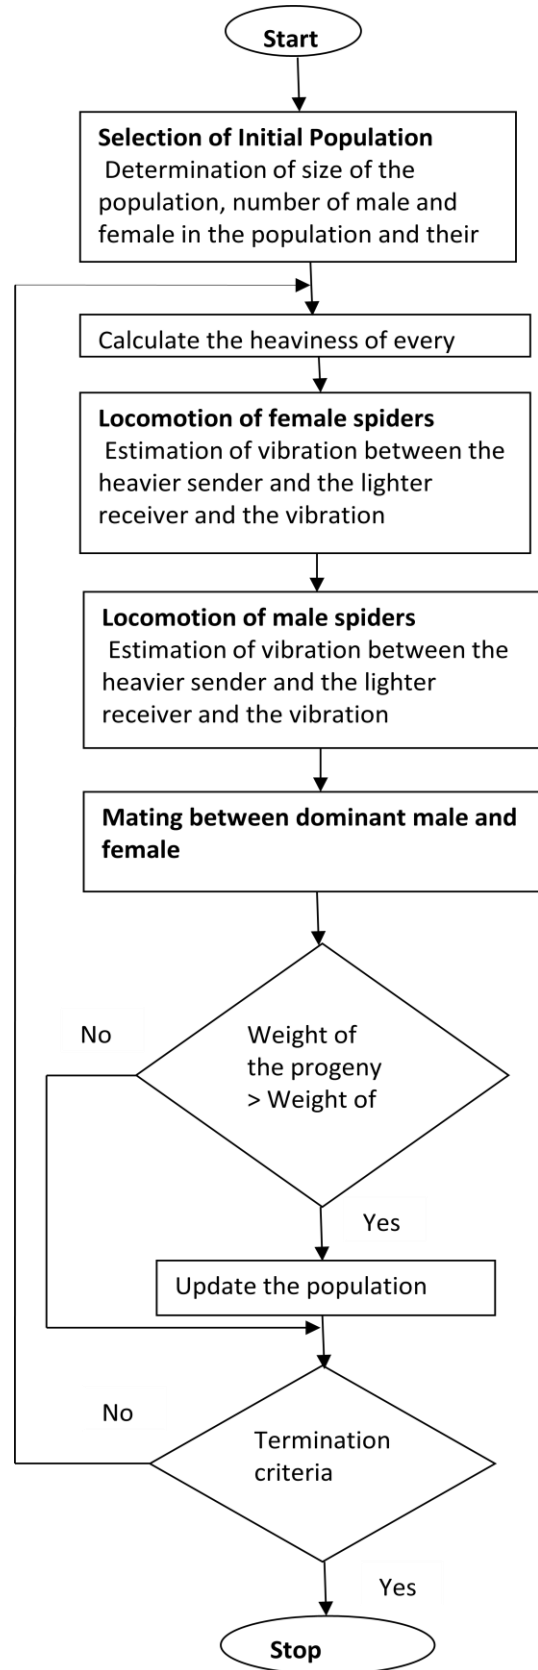 Start
Selection of Initial Population
Determination of size of the
population, number of male and
female in the population and their
Calculate the heaviness of every
Locomotion of female spiders
Estimation of vibration between the
heavier sender and the lighter
receiver and the vibration
Locomotion of male spiders
Estimation of vibration between the
heavier sender and the lighter
receiver and the vibration
Mating between dominant male and
female
No
Weight of
the progeny
> Weight of
Yes
Update the population
No
Termination
criteria
Yes
Stop